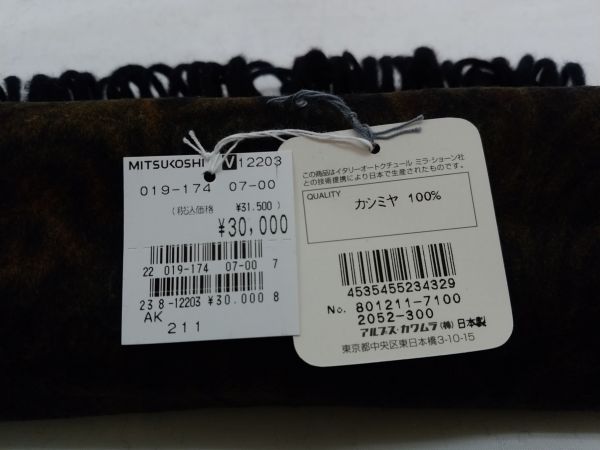 MITSUKOSHI V 12203
019-174 07-00
(税込価格 ¥31,500)
¥30,000
22 019-174 07-00 7
238-12203 ¥30.000 8
AK
211
この商品はイタリーオートクチュール ミラ・ショーン社
との技術提携により日本で生産されたものです。
QUALITY
カシミヤ 100%
4535455234329
No. 801211-7100
2052-300
アルプス・カワムラ(株)日本製
東京都中央区東日本橋3-10-15